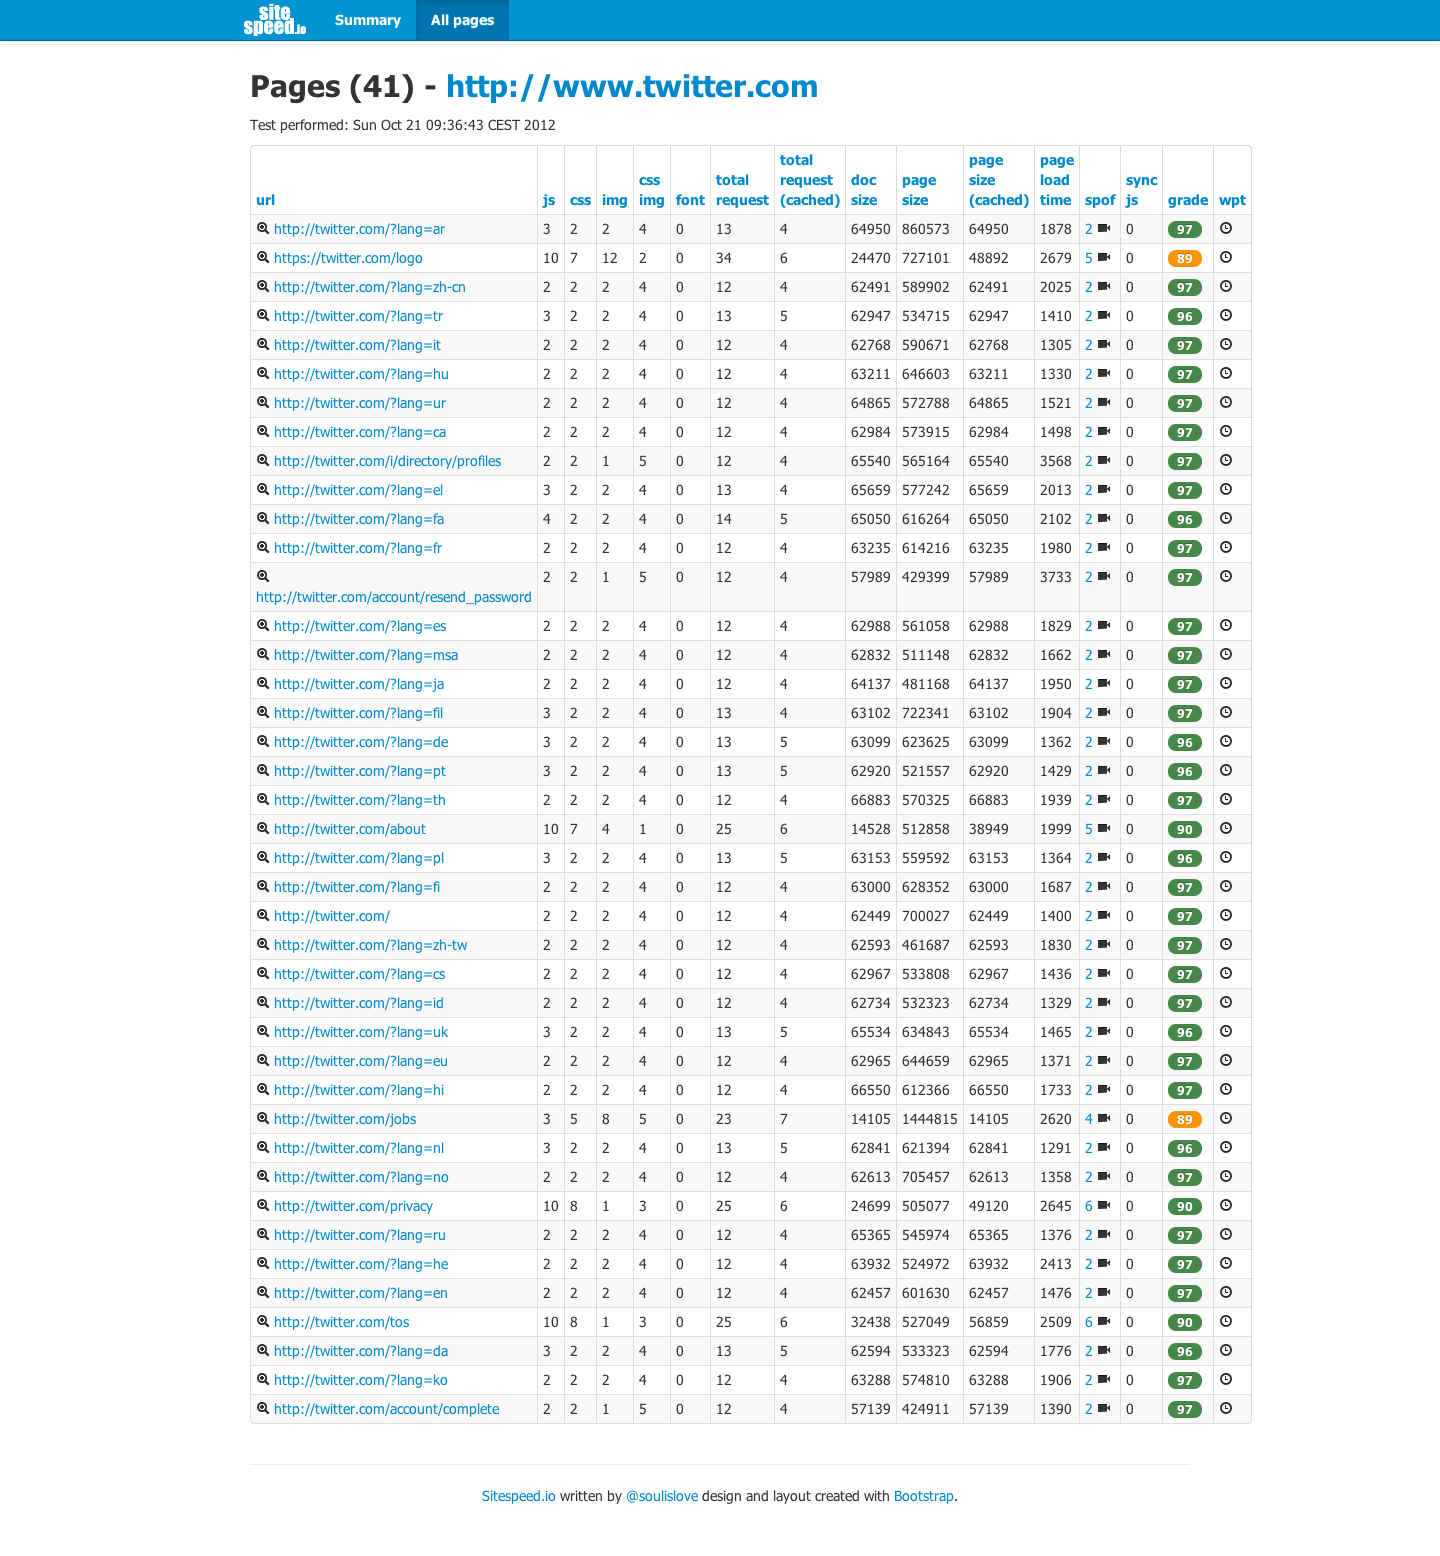 site speed.io Summary All pages
Pages (41) - http://www.twitter.com
Test performed: Sun Oct 21 09:36:43 CEST 2012
url js css img css img font total request total request (cached) doc size page size page size (cached) page load time spof sync js grade wpt
http://twitter.com/?lang=ar 3 2 2 4 0 13 4 64950 860573 64950 1878 2 0 97
https://twitter.com/logo 10 7 12 2 0 34 6 24470 727101 48892 2679 5 0 89
http://twitter.com/?lang=zh-cn 2 2 2 4 0 12 4 62491 589902 62491 2025 2 0 97
http://twitter.com/?lang=tr 3 2 2 4 0 13 5 62947 534715 62947 1410 2 0 96
http://twitter.com/?lang=it 2 2 2 4 0 12 4 62768 590671 62768 1305 2 0 97
http://twitter.com/?lang=hu 2 2 2 4 0 12 4 63211 646603 63211 1330 2 0 97
http://twitter.com/?lang=ur 2 2 2 4 0 12 4 64865 572788 64865 1521 2 0 97
http://twitter.com/?lang=ca 2 2 2 4 0 12 4 62984 573915 62984 1498 2 0 97
http://twitter.com/i/directory/profiles 2 2 1 5 0 12 4 65540 565164 65540 3568 2 0 97
http://twitter.com/?lang=el 3 2 2 4 0 13 4 65659 577242 65659 2013 2 0 97
http://twitter.com/?lang=fa 4 2 2 4 0 14 5 65050 616264 65050 2102 2 0 96
http://twitter.com/?lang=fr 2 2 2 4 0 12 4 63235 614216 63235 1980 2 0 97
http://twitter.com/account/resend_password 2 2 1 5 0 12 4 57989 429399 57989 3733 2 0 97
http://twitter.com/?lang=es 2 2 2 4 0 12 4 62988 561058 62988 1829 2 0 97
http://twitter.com/?lang=msa 2 2 2 4 0 12 4 62832 511148 62832 1662 2 0 97
http://twitter.com/?lang=ja 2 2 2 4 0 12 4 64137 481168 64137 1950 2 0 97
http://twitter.com/?lang=fil 3 2 2 4 0 13 4 63102 722341 63102 1904 2 0 97
http://twitter.com/?lang=de 3 2 2 4 0 13 5 63099 623625 63099 1362 2 0 96
http://twitter.com/?lang=pt 3 2 2 4 0 13 5 62920 521557 62920 1429 2 0 96
http://twitter.com/?lang=th 2 2 2 4 0 12 4 66883 570325 66883 1939 2 0 97
http://twitter.com/about 10 7 4 1 0 25 6 14528 512858 38949 1999 5 0 90
http://twitter.com/?lang=pl 3 2 2 4 0 13 5 63153 559592 63153 1364 2 0 96
http://twitter.com/?lang=fi 2 2 2 4 0 12 4 63000 628352 63000 1687 2 0 97
http://twitter.com/ 2 2 2 4 0 12 4 62449 700027 62449 1400 2 0 97
http://twitter.com/?lang=zh-tw 2 2 2 4 0 12 4 62593 461687 62593 1830 2 0 97
http://twitter.com/?lang=cs 2 2 2 4 0 12 4 62967 533808 62967 1436 2 0 97
http://twitter.com/?lang=id 2 2 2 4 0 12 4 62734 532323 62734 1329 2 0 97
http://twitter.com/?lang=uk 3 2 2 4 0 13 5 65534 634843 65534 1465 2 0 96
http://twitter.com/?lang=eu 2 2 2 4 0 12 4 62965 644659 62965 1371 2 0 97
http://twitter.com/?lang=hi 2 2 2 4 0 12 4 66550 612366 66550 1733 2 0 97
http://twitter.com/jobs 3 5 8 5 0 23 7 14105 1444815 14105 2620 4 0 89
http://twitter.com/?lang=nl 3 2 2 4 0 13 5 62841 621394 62841 1291 2 0 96
http://twitter.com/?lang=no 2 2 2 4 0 12 4 62613 705457 62613 1358 2 0 97
http://twitter.com/privacy 10 8 1 3 0 25 6 24699 505077 49120 2645 6 0 90
http://twitter.com/?lang=ru 2 2 2 4 0 12 4 65365 545974 65365 1376 2 0 97
http://twitter.com/?lang=he 2 2 2 4 0 12 4 63932 524972 63932 2413 2 0 97
http://twitter.com/?lang=en 2 2 2 4 0 12 4 62457 601630 62457 1476 2 0 97
http://twitter.com/tos 10 8 1 3 0 25 6 32438 527049 56859 2509 6 0 90
http://twitter.com/?lang=da 3 2 2 4 0 13 5 62594 533323 62594 1776 2 0 96
http://twitter.com/?lang=ko 2 2 2 4 0 12 4 63288 574810 63288 1906 2 0 97
http://twitter.com/account/complete 2 2 1 5 0 12 4 57139 424911 57139 1390 2 0 97
Sitespeed.io written by @soulislove design and layout created with Bootstrap.